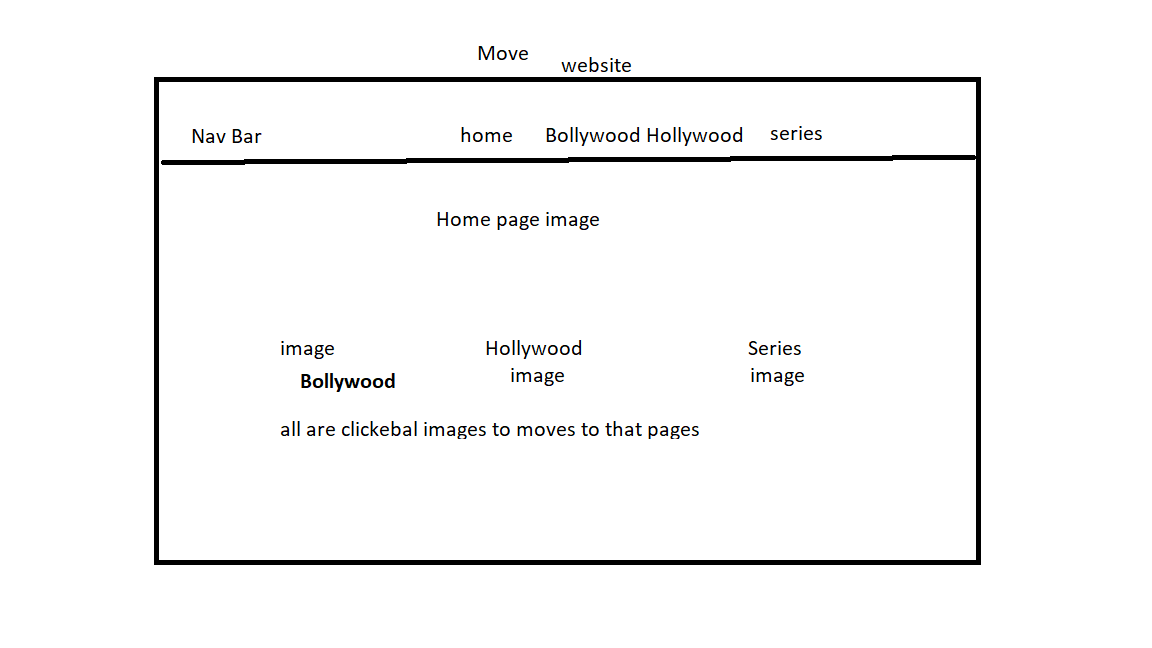 Move website
Nav Bar home Bollywood Hollywood series
Home page image
image Hollywood Series
Bollywood image image
all are clickebal images to moves to that pages